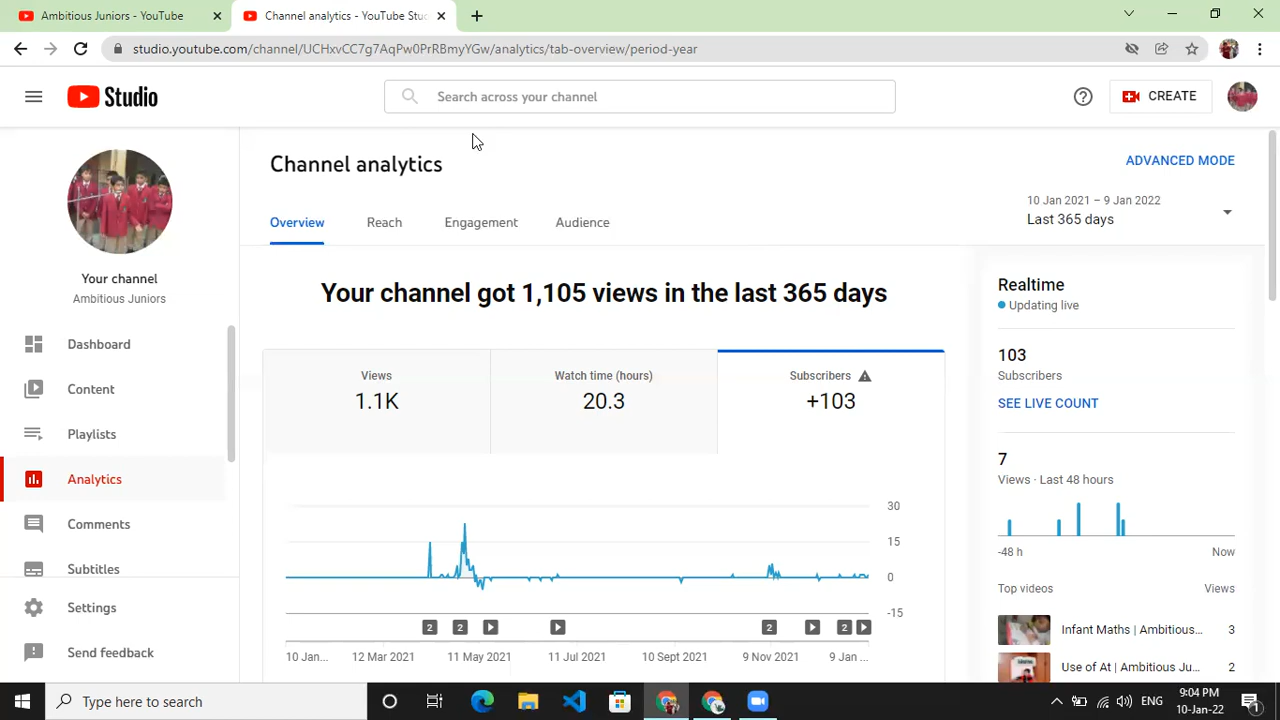 Ambitious Juniors - YouTube
Channel analytics - YouTube Stu
studio.youtube.com/channel/UCHxvCC7g7AqPw0PrRBmyYGw/analytics/tab-overview/period-year
Studio
Search across your channel
CREATE
Channel analytics
ADVANCED MODE
10 Jan 2021 – 9 Jan 2022
Last 365 days
Overview
Reach
Engagement
Audience
Your channel
Ambitious Juniors
Dashboard
Content
Playlists
Analytics
Comments
Subtitles
Settings
Send feedback
Your channel got 1,105 views in the last 365 days
Views
1.1K
Watch time (hours)
20.3
Subscribers
+103
30
15
0
-15
2
2
2
2
10 Jan...
12 Mar 2021
11 May 2021
11 Jul 2021
10 Sept 2021
9 Nov 2021
9 Jan ...
Realtime
Updating live
103
Subscribers
SEE LIVE COUNT
7
Views · Last 48 hours
-48 h
Now
Top videos
Views
Infant Maths | Ambitious...
3
Use of At | Ambitious Ju...
2
Type here to search
ENG
9:04 PM
10-Jan-22
1